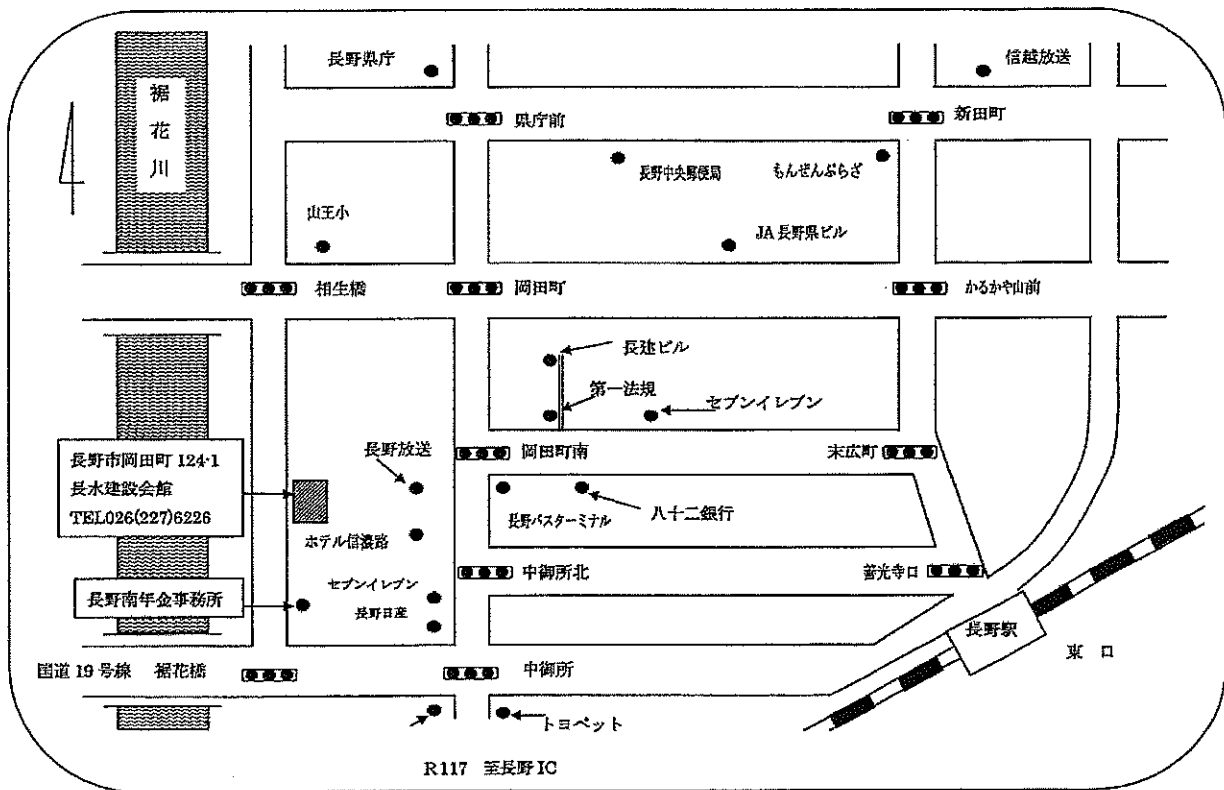 長野県庁
信越放送
裾花川
県庁前
新田町
長野中央郵便局
もんぜんぷらざ
山王小
JA長野県ビル
相生橋
岡田町
かるかや山前
長建ビル
第一法規
セブンイレブン
長野放送
岡田町南
末広町
長野市岡田町 124-1
長水建設会館
TEL026(227)6226
長野バスターミナル
八十二銀行
ホテル信濃路
セブンイレブン
中御所北
善光寺口
長野南年金事務所
長野日産
長野駅
東 口
国道 19 号線 裾花橋
中御所
トヨペット
R117 至長野 IC